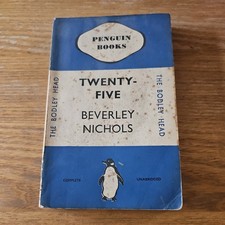 PENGUIN
BOOKS
THE BODLEY HEAD
TWENTY-
FIVE
BEVERLEY
NICHOLS
THE BODLEY HEAD
COMPLETE UNABRIDGED